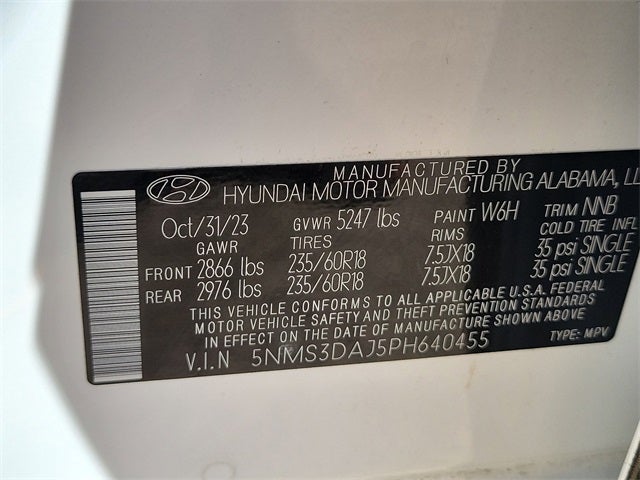 MANUFACTURED BY
HYUNDAI MOTOR MANUFACTURING ALABAMA, LL
Oct/31/23 GVWR 5247 lbs PAINT W6H TRIM NNB
GAWR TIRES RIMS COLD TIRE INFL
FRONT 2866 lbs 235/60R18 7.5JX18 35 psi SINGLE
REAR 2976 lbs 235/60R18 7.5JX18 35 psi SINGLE
THIS VEHICLE CONFORMS TO ALL APPLICABLE U.S.A. FEDERAL
MOTOR VEHICLE SAFETY AND THEFT PREVENTION STANDARDS
IN EFFECT ON THE DATE OF MANUFACTURE SHOWN ABOVE
V.I.N 5NMS3DAJ5PH640455 TYPE: MPV